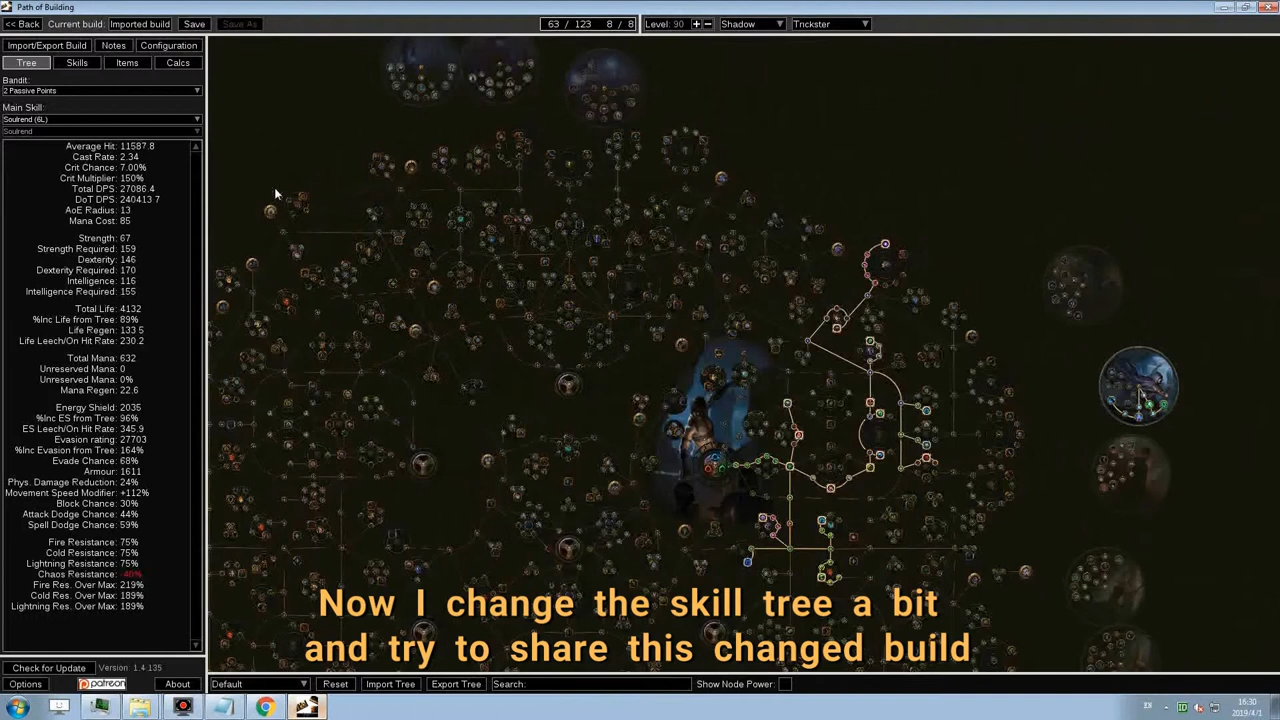 Path of Building
<< Back Current build: Imported build Save Save As 63 / 123 8 / 8 Level: 90 + − Shadow Trickster
Import/Export Build Notes Configuration
Tree Skills Items Calcs
Bandit:
2 Passive Points
Main Skill:
Soulrend (6L)
Soulrend
Average Hit: 11587.8
Cast Rate: 2.34
Crit Chance: 7.00%
Crit Multiplier: 150%
Total DPS: 27086.4
DoT DPS: 240413 7
AoE Radius: 13
Mana Cost: 85
Strength: 67
Strength Required: 159
Dexterity: 146
Dexterity Required: 170
Intelligence: 116
Intelligence Required: 155
Total Life: 4132
%Inc Life from Tree: 89%
Life Regen: 133 5
Life Leech/On Hit Rate: 230.2
Total Mana: 632
Unreserved Mana: 0
Unreserved Mana: 0%
Mana Regen: 22.6
Energy Shield: 2035
%Inc ES from Tree: 96%
ES Leech/On Hit Rate: 345.9
Evasion rating: 27703
%Inc Evasion from Tree: 164%
Evade Chance: 68%
Armour: 1611
Phys. Damage Reduction: 24%
Movement Speed Modifier: +112%
Block Chance: 30%
Attack Dodge Chance: 44%
Spell Dodge Chance: 59%
Fire Resistance: 75%
Cold Resistance: 75%
Lightning Resistance: 75%
Chaos Resistance: -40%
Fire Res. Over Max: 219%
Cold Res. Over Max: 189%
Lightning Res. Over Max: 189%
Now I change the skill tree a bit
and try to share this changed build
Check for Update Version 1.4.135
Options patreon About
Default Reset Import Tree Export Tree Search: Show Node Power:
16:30
2019/4/1